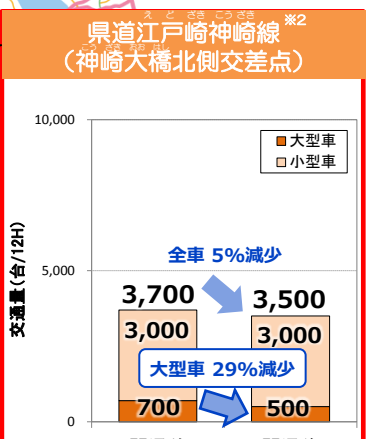 えどざきこうざき
県道江戸崎神崎線※2
こうざきおおはし
(神崎大橋北側交差点)
10,000
■大型車
□小型車
交通量(台/12H)
全車 5%減少
5,000
3,700
3,500
3,000
3,000
大型車 29%減少
700
500
0